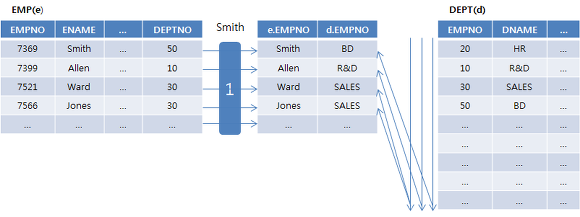 EMP(e)
EMPNO ENAME ... DEPTNO
7369 Smith ... 50
7399 Allen ... 10
7521 Ward ... 30
7566 Jones ... 30
... ... ... ...
Smith
1
e.EMPNO d.EMPNO
Smith BD
Allen R&D
Ward SALES
Jones SALES
... ...
DEPT(d)
EMPNO DNAME ...
20 HR ...
10 R&D ...
30 SALES ...
50 BD ...
... ... ...
... ... ...
... ... ...
... ... ...
... ... ...